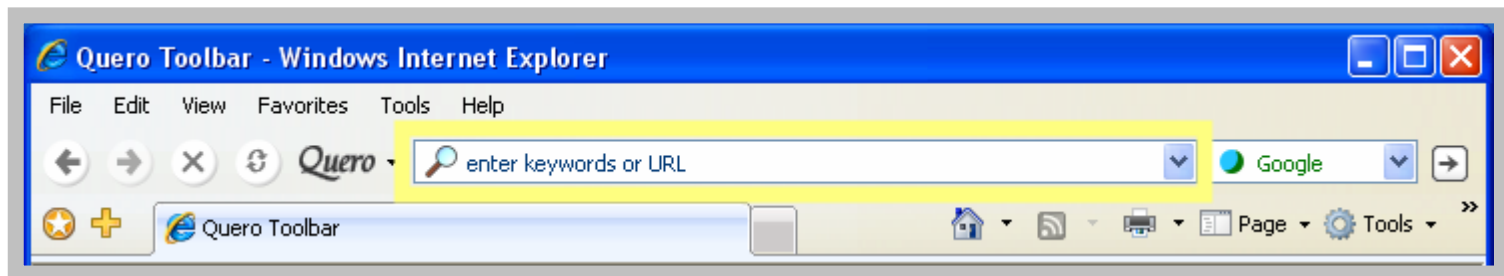 Quero Toolbar - Windows Internet Explorer
File Edit View Favorites Tools Help
Quero enter keywords or URL Google
Quero Toolbar Page Tools »